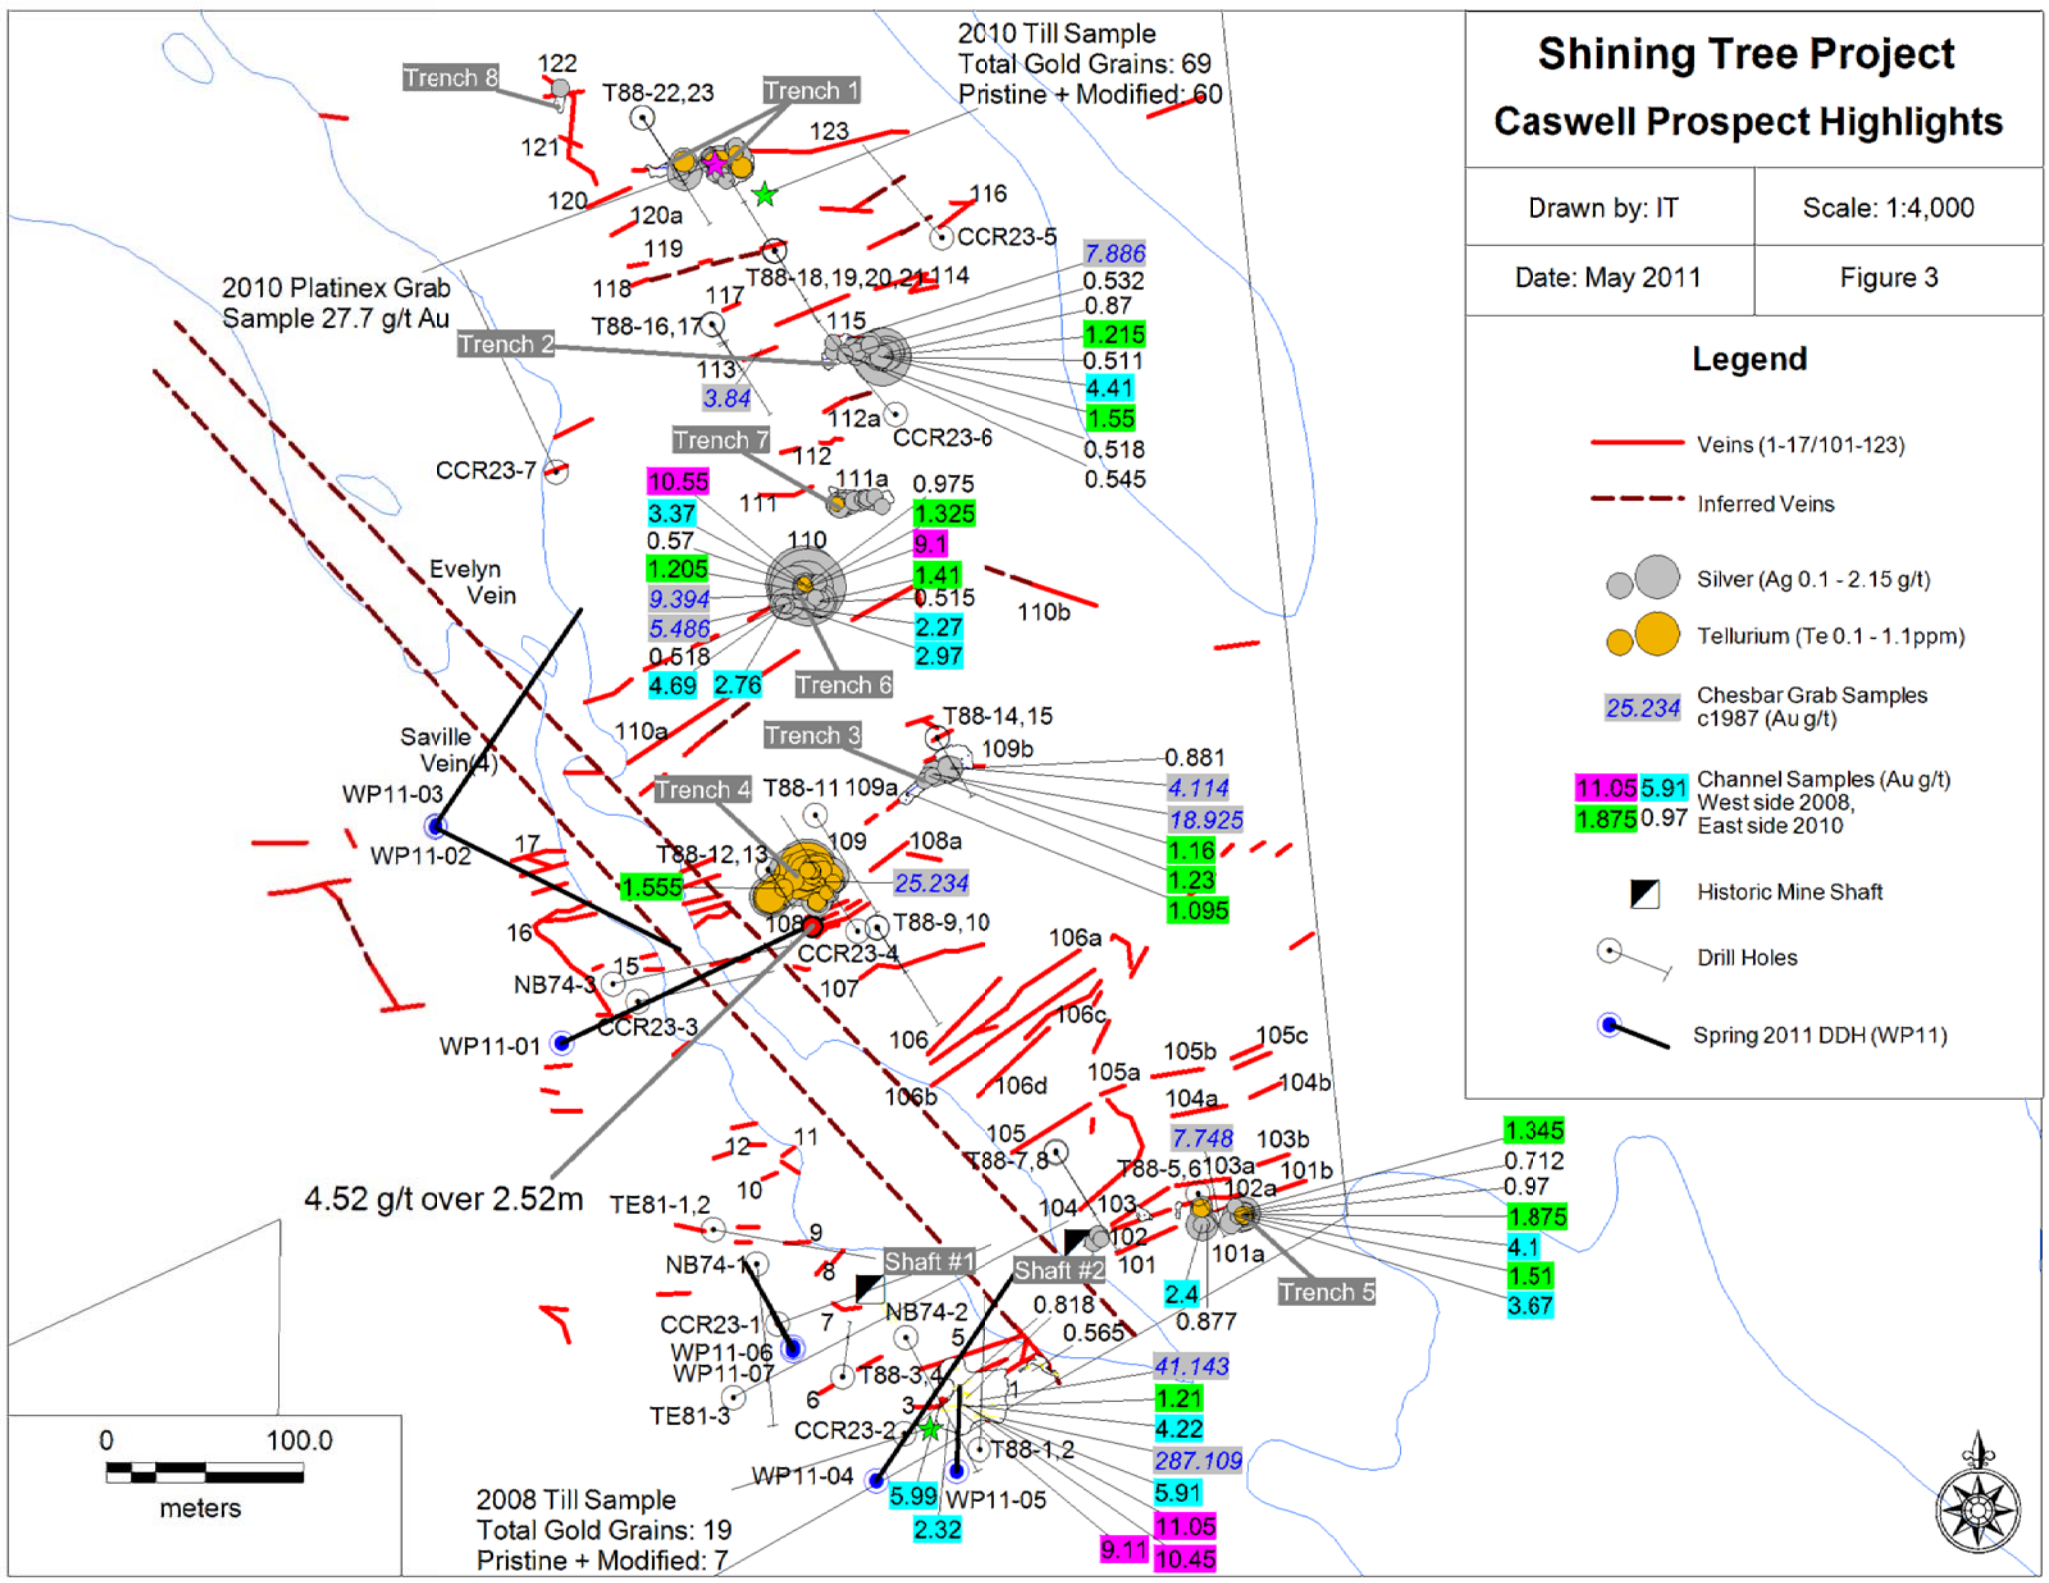 Shining Tree Project
Caswell Prospect Highlights
Drawn by: IT
Scale: 1:4,000
Date: May 2011
Figure 3
Legend
Veins (1-17/101-123)
Inferred Veins
Silver (Ag 0.1 - 2.15 g/t)
Tellurium (Te 0.1 - 1.1ppm)
25.234
Chesbar Grab Samples
c1987 (Au g/t)
11.05 5.91
1.875 0.97
Channel Samples (Au g/t)
West side 2008,
East side 2010
Historic Mine Shaft
Drill Holes
Spring 2011 DDH (WP11)
2010 Till Sample
Total Gold Grains: 69
Pristine + Modified: 60
Trench 8
122
T88-22,23
Trench 1
123
121
120
120a
116
CCR23-5
119
118
T88-18,19,20,21
114
117
2010 Platinex Grab
Sample 27.7 g/t Au
T88-16,17
115
Trench 2
113
3.84
7.886
0.532
0.87
1.215
0.511
4.41
1.55
0.518
0.545
112a
CCR23-6
Trench 7
112
CCR23-7
111a
111
10.55
3.37
0.57
1.205
9.394
5.486
0.518
4.69
2.76
110
0.975
1.325
9.1
1.41
0.515
2.27
2.97
110b
Trench 6
Evelyn
Vein
110a
Saville
Vein(4)
WP11-03
WP11-02
Trench 3
T88-14,15
109b
0.881
4.114
18.925
1.16
1.23
1.095
Trench 4
T88-11
109a
109
108a
T88-12,13
1.555
25.234
17
16
108
T88-9,10
CCR23-4
15
NB74-3
CCR23-3
WP11-01
107
106a
106
106c
106b
106d
105c
105b
105a
104b
104a
105
7.748
103b
T88-7,8
T88-5,6
103a
101b
102a
104
103
102
101
101a
Trench 5
2.4
0.877
1.345
0.712
0.97
1.875
4.1
1.51
3.67
4.52 g/t over 2.52m
12
11
10
TE81-1,2
9
8
NB74-1
Shaft #1
Shaft #2
NB74-2
7
CCR23-1
WP11-06
WP11-07
5
0.818
0.565
T88-3,4
6
TE81-3
3
1
CCR23-2
T88-1,2
WP11-04
WP11-05
5.99
2.32
41.143
1.21
4.22
287.109
5.91
11.05
9.11
10.45
2008 Till Sample
Total Gold Grains: 19
Pristine + Modified: 7
0 100.0
meters